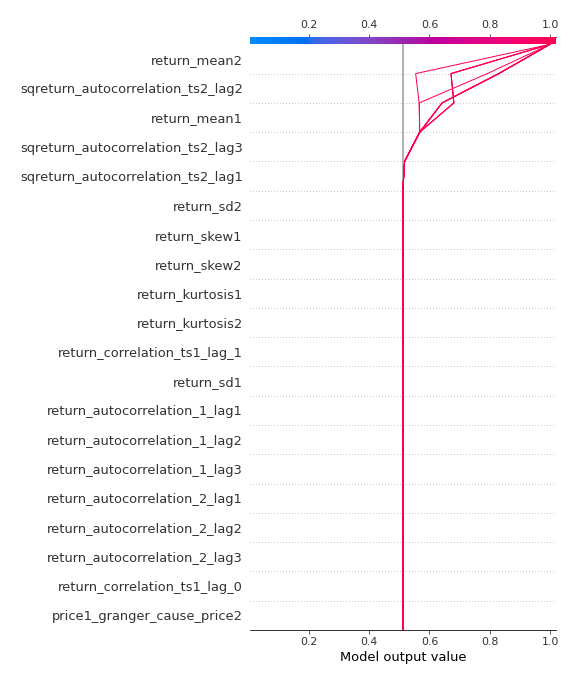 0.2 0.4 0.6 0.8 1.0
return_mean2
sqreturn_autocorrelation_ts2_lag2
return_mean1
sqreturn_autocorrelation_ts2_lag3
sqreturn_autocorrelation_ts2_lag1
return_sd2
return_skew1
return_skew2
return_kurtosis1
return_kurtosis2
return_correlation_ts1_lag_1
return_sd1
return_autocorrelation_1_lag1
return_autocorrelation_1_lag2
return_autocorrelation_1_lag3
return_autocorrelation_2_lag1
return_autocorrelation_2_lag2
return_autocorrelation_2_lag3
return_correlation_ts1_lag_0
price1_granger_cause_price2
0.2 0.4 0.6 0.8 1.0
Model output value